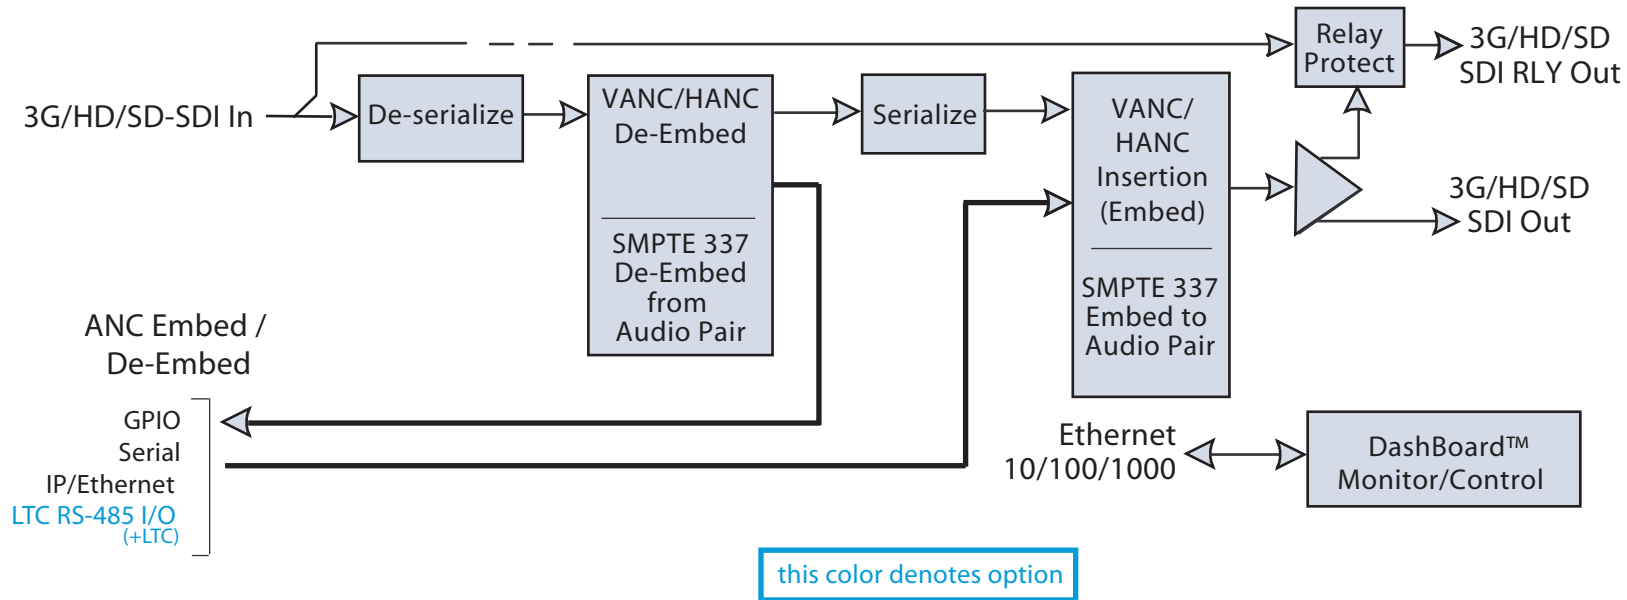 3G/HD/SD-SDI In
De-serialize
VANC/HANC
De-Embed
SMPTE 337
De-Embed
from
Audio Pair
Serialize
VANC/
HANC
Insertion
(Embed)
SMPTE 337
Embed to
Audio Pair
Relay
Protect
3G/HD/SD
SDI RLY Out
3G/HD/SD
SDI Out
ANC Embed /
De-Embed
GPIO
Serial
IP/Ethernet
LTC RS-485 I/O
(+LTC)
Ethernet
10/100/1000
DashBoard™
Monitor/Control
this color denotes option